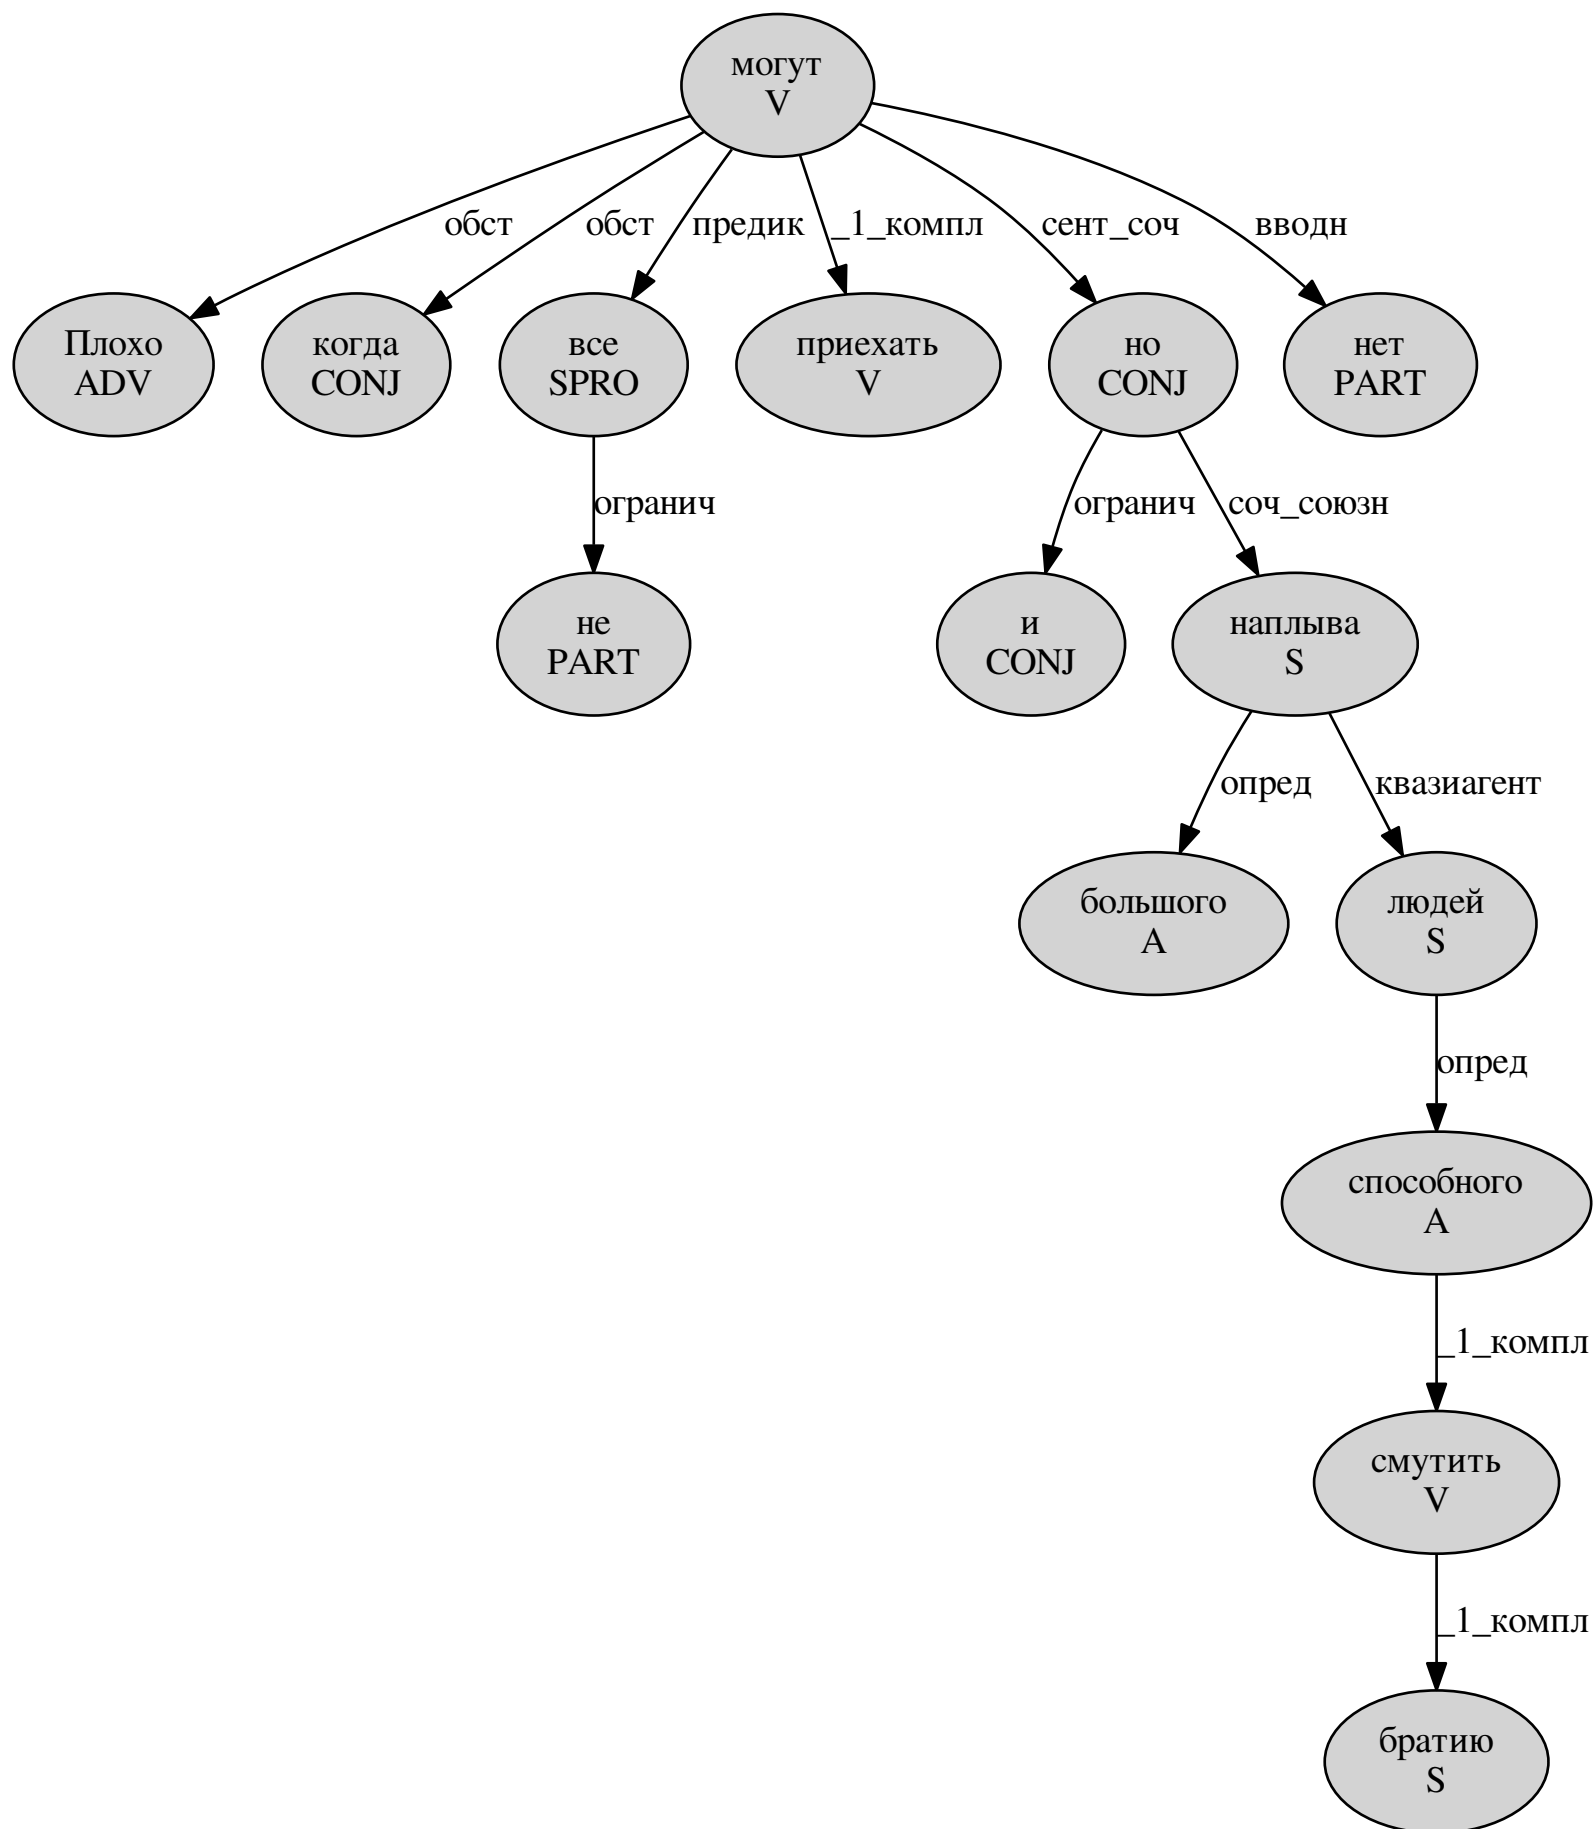 могут
V
обст
обст
предик
_1_компл
сент_соч
вводн
Плохо
ADV
когда
CONJ
все
SPRO
приехать
V
но
CONJ
нет
PART
огранич
огранич
соч_союзн
не
PART
и
CONJ
наплыва
S
опред
квазиагент
большого
A
людей
S
опред
способного
A
_1_компл
смутить
V
_1_компл
братию
S